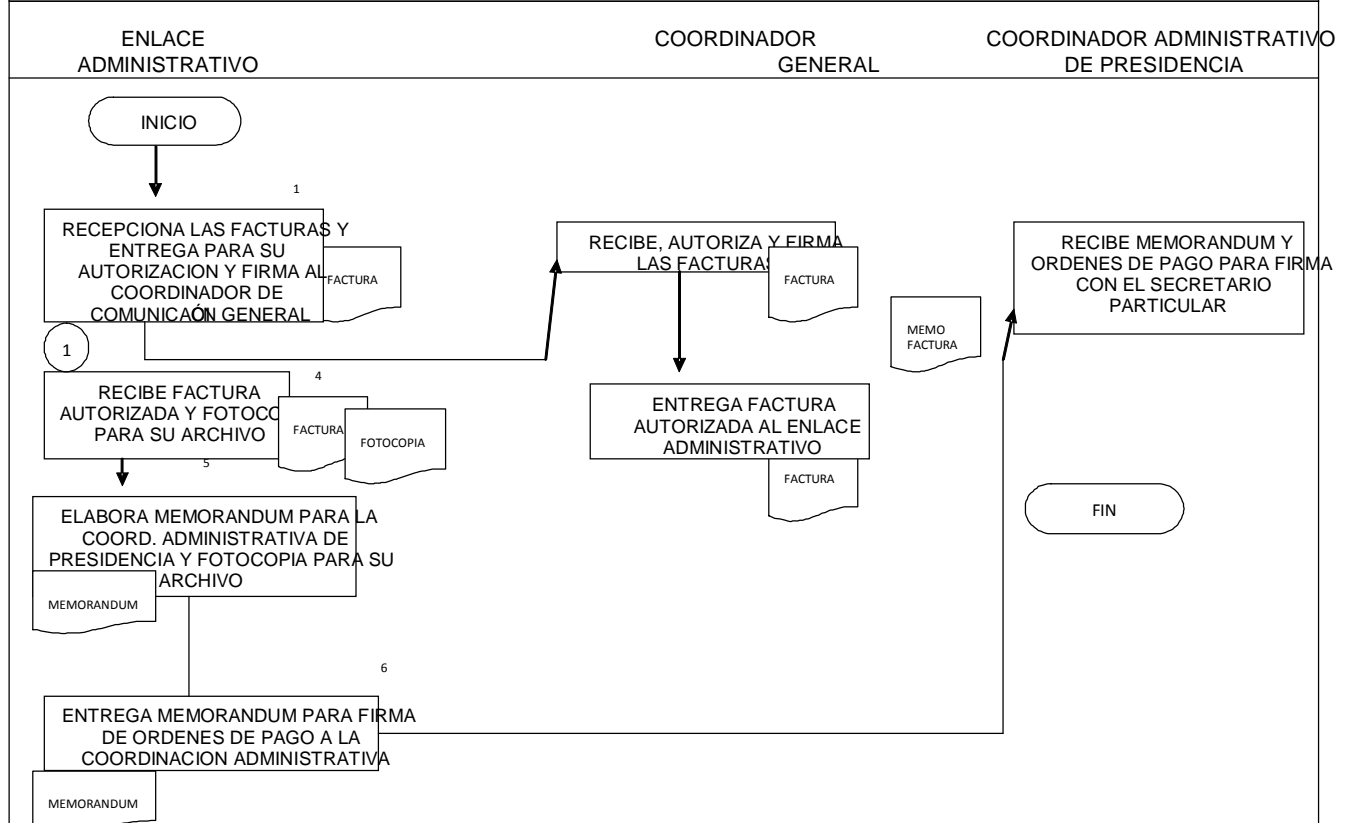 ENLACE
ADMINISTRATIVO
COORDINADOR
GENERAL
COORDINADOR ADMINISTRATIVO
DE PRESIDENCIA
INICIO
1
RECEPCIONA LAS FACTURAS Y
ENTREGA PARA SU
AUTORIZACION Y FIRMA AL
COORDINADOR DE
COMUNICAÓN GENERAL
FACTURA
RECIBE, AUTORIZA Y FIRMA
LAS FACTURAS
FACTURA
RECIBE MEMORANDUM Y
ORDENES DE PAGO PARA FIRMA
CON EL SECRETARIO
PARTICULAR
MEMO
FACTURA
1
4
RECIBE FACTURA
AUTORIZADA Y FOTOCO
PARA SU ARCHIVO
FACTURA
FOTOCOPIA
ENTREGA FACTURA
AUTORIZADA AL ENLACE
ADMINISTRATIVO
FACTURA
5
ELABORA MEMORANDUM PARA LA
COORD. ADMINISTRATIVA DE
PRESIDENCIA Y FOTOCOPIA PARA SU
ARCHIVO
MEMORANDUM
FIN
6
ENTREGA MEMORANDUM PARA FIRMA
DE ORDENES DE PAGO A LA
COORDINACION ADMINISTRATIVA
MEMORANDUM